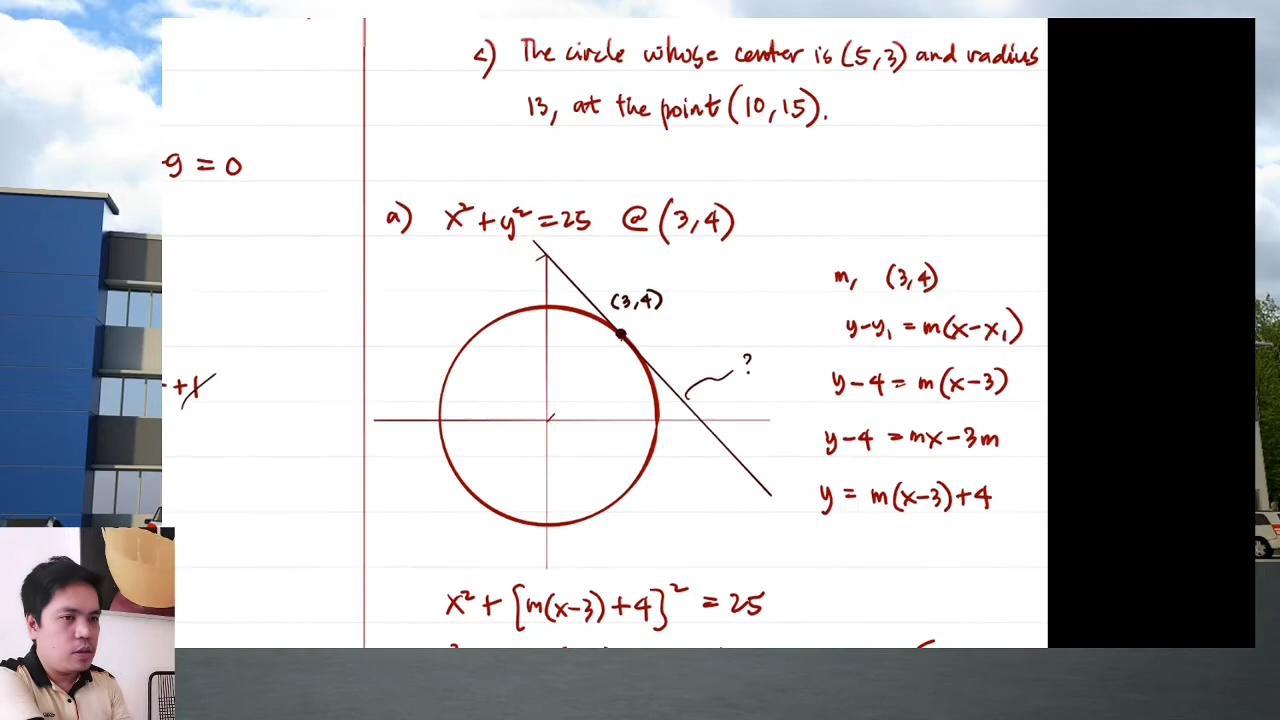 c) The circle whose center is (5,3) and radius
13, at the point (10,15).
9 = 0
a) x² + y² = 25 @ (3,4)
m, (3,4)
(3,4)
y-y₁ = m(x-x₁)
?
y-4 = m(x-3)
+1
y-4 = mx-3m
y = m(x-3)+4
x² + [m(x-3)+4]² = 25